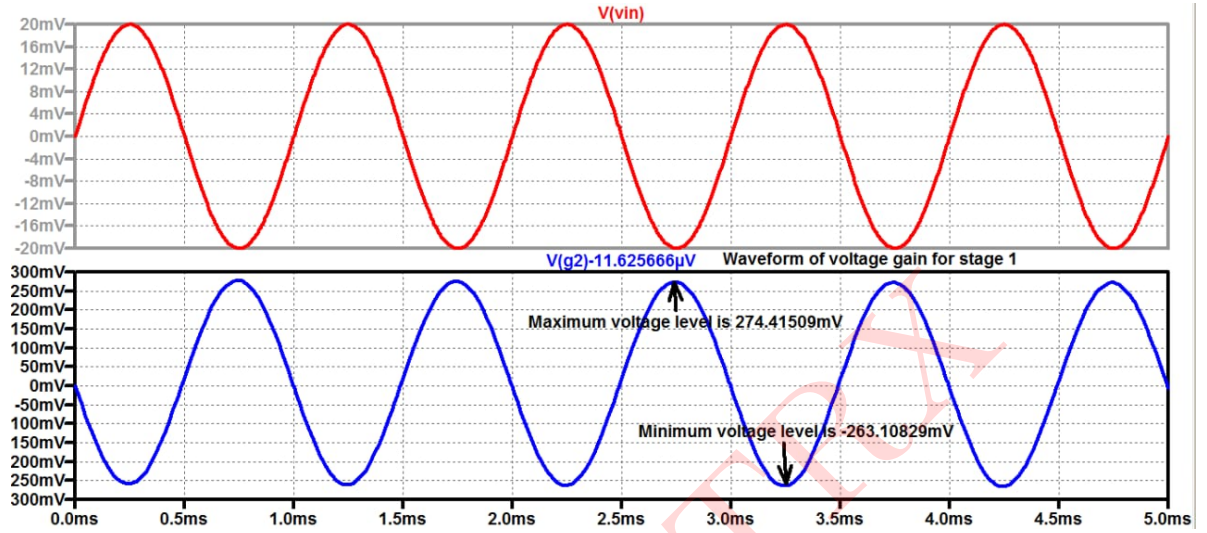 V(vin)
20mV
16mV
12mV
8mV
4mV
0mV
-4mV
-8mV
-12mV
-16mV
-20mV
V(g2)-11.625666µV Waveform of voltage gain for stage 1
300mV
250mV
200mV
150mV
100mV
50mV
0mV
-50mV
100mV
150mV
200mV
250mV
300mV
Maximum voltage level is 274.41509mV
Minimum voltage level is -263.10829mV
0.0ms 0.5ms 1.0ms 1.5ms 2.0ms 2.5ms 3.0ms 3.5ms 4.0ms 4.5ms 5.0ms
TRX